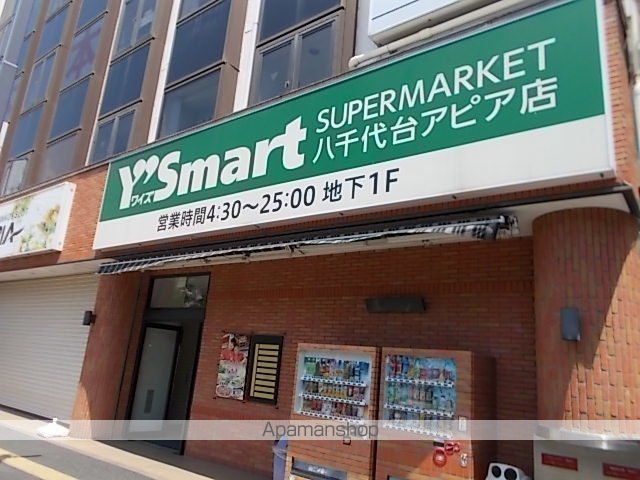 Y's Smart
ワイズ
SUPERMARKET
八千代台アピア店
営業時間4:30～25:00 地下1F
IA
Apamanshop